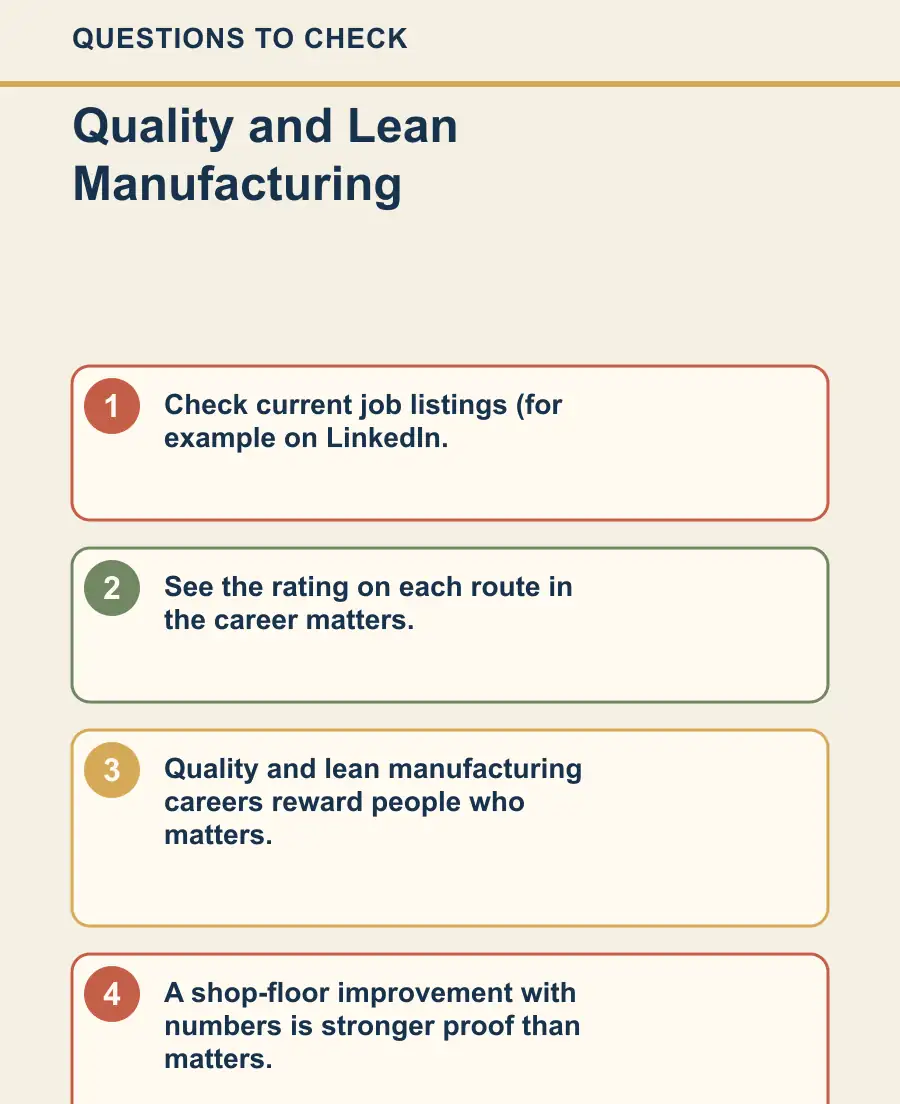 QUESTIONS TO CHECK
Quality and Lean
Manufacturing
1
Check current job listings (for
example on LinkedIn.
2
See the rating on each route in
the career matters.
3
Quality and lean manufacturing
careers reward people who
matters.
4
A shop-floor improvement with
numbers is stronger proof than
matters.